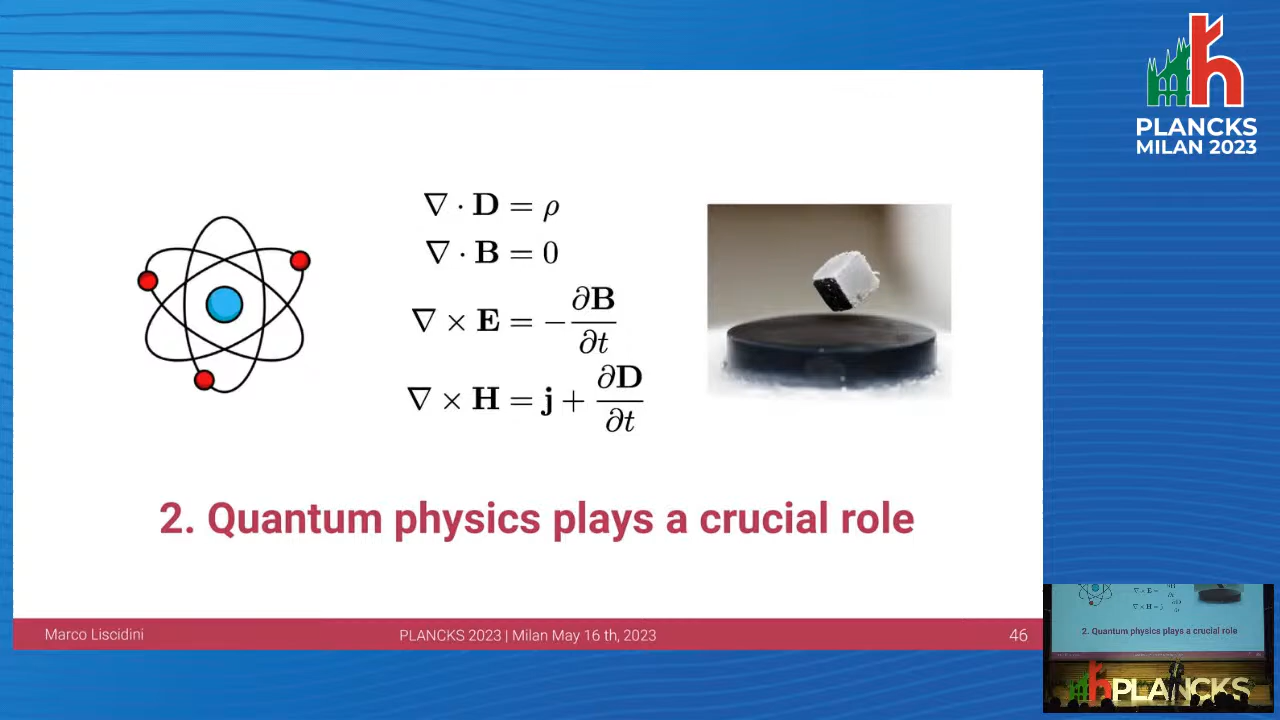 PLANCKS
MILAN 2023
∇ · D = ρ
∇ · B = 0
∇ × E = −∂B/∂t
∇ × H = j + ∂D/∂t
2. Quantum physics plays a crucial role
Marco Liscidini
PLANCKS 2023 | Milan May 16 th, 2023
46
2. Quantum physics plays a crucial role
PLANCKS